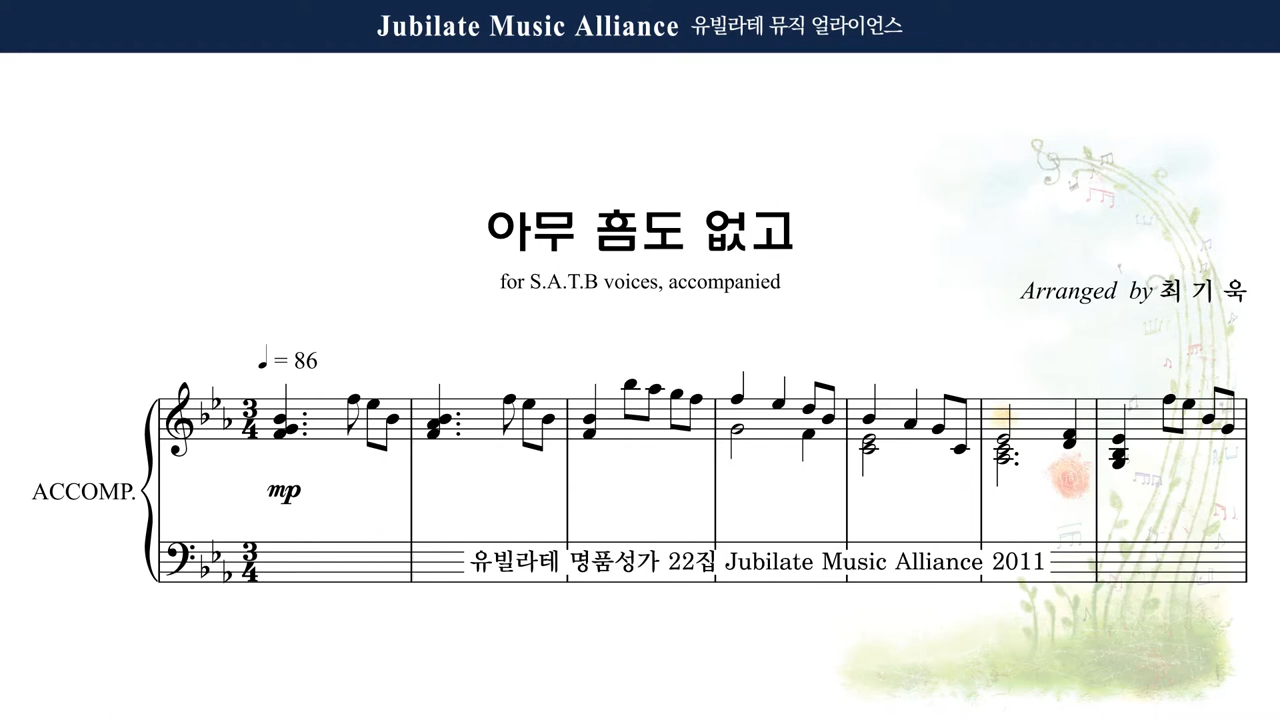 Jubilate Music Alliance 유빌라테 뮤직 얼라이언스
아무 흠도 없고
for S.A.T.B voices, accompanied
Arranged by 최 기 욱
♩ = 86
3/4
mp
ACCOMP.
3/4
유빌라테 명품성가 22집 Jubilate Music Alliance 2011